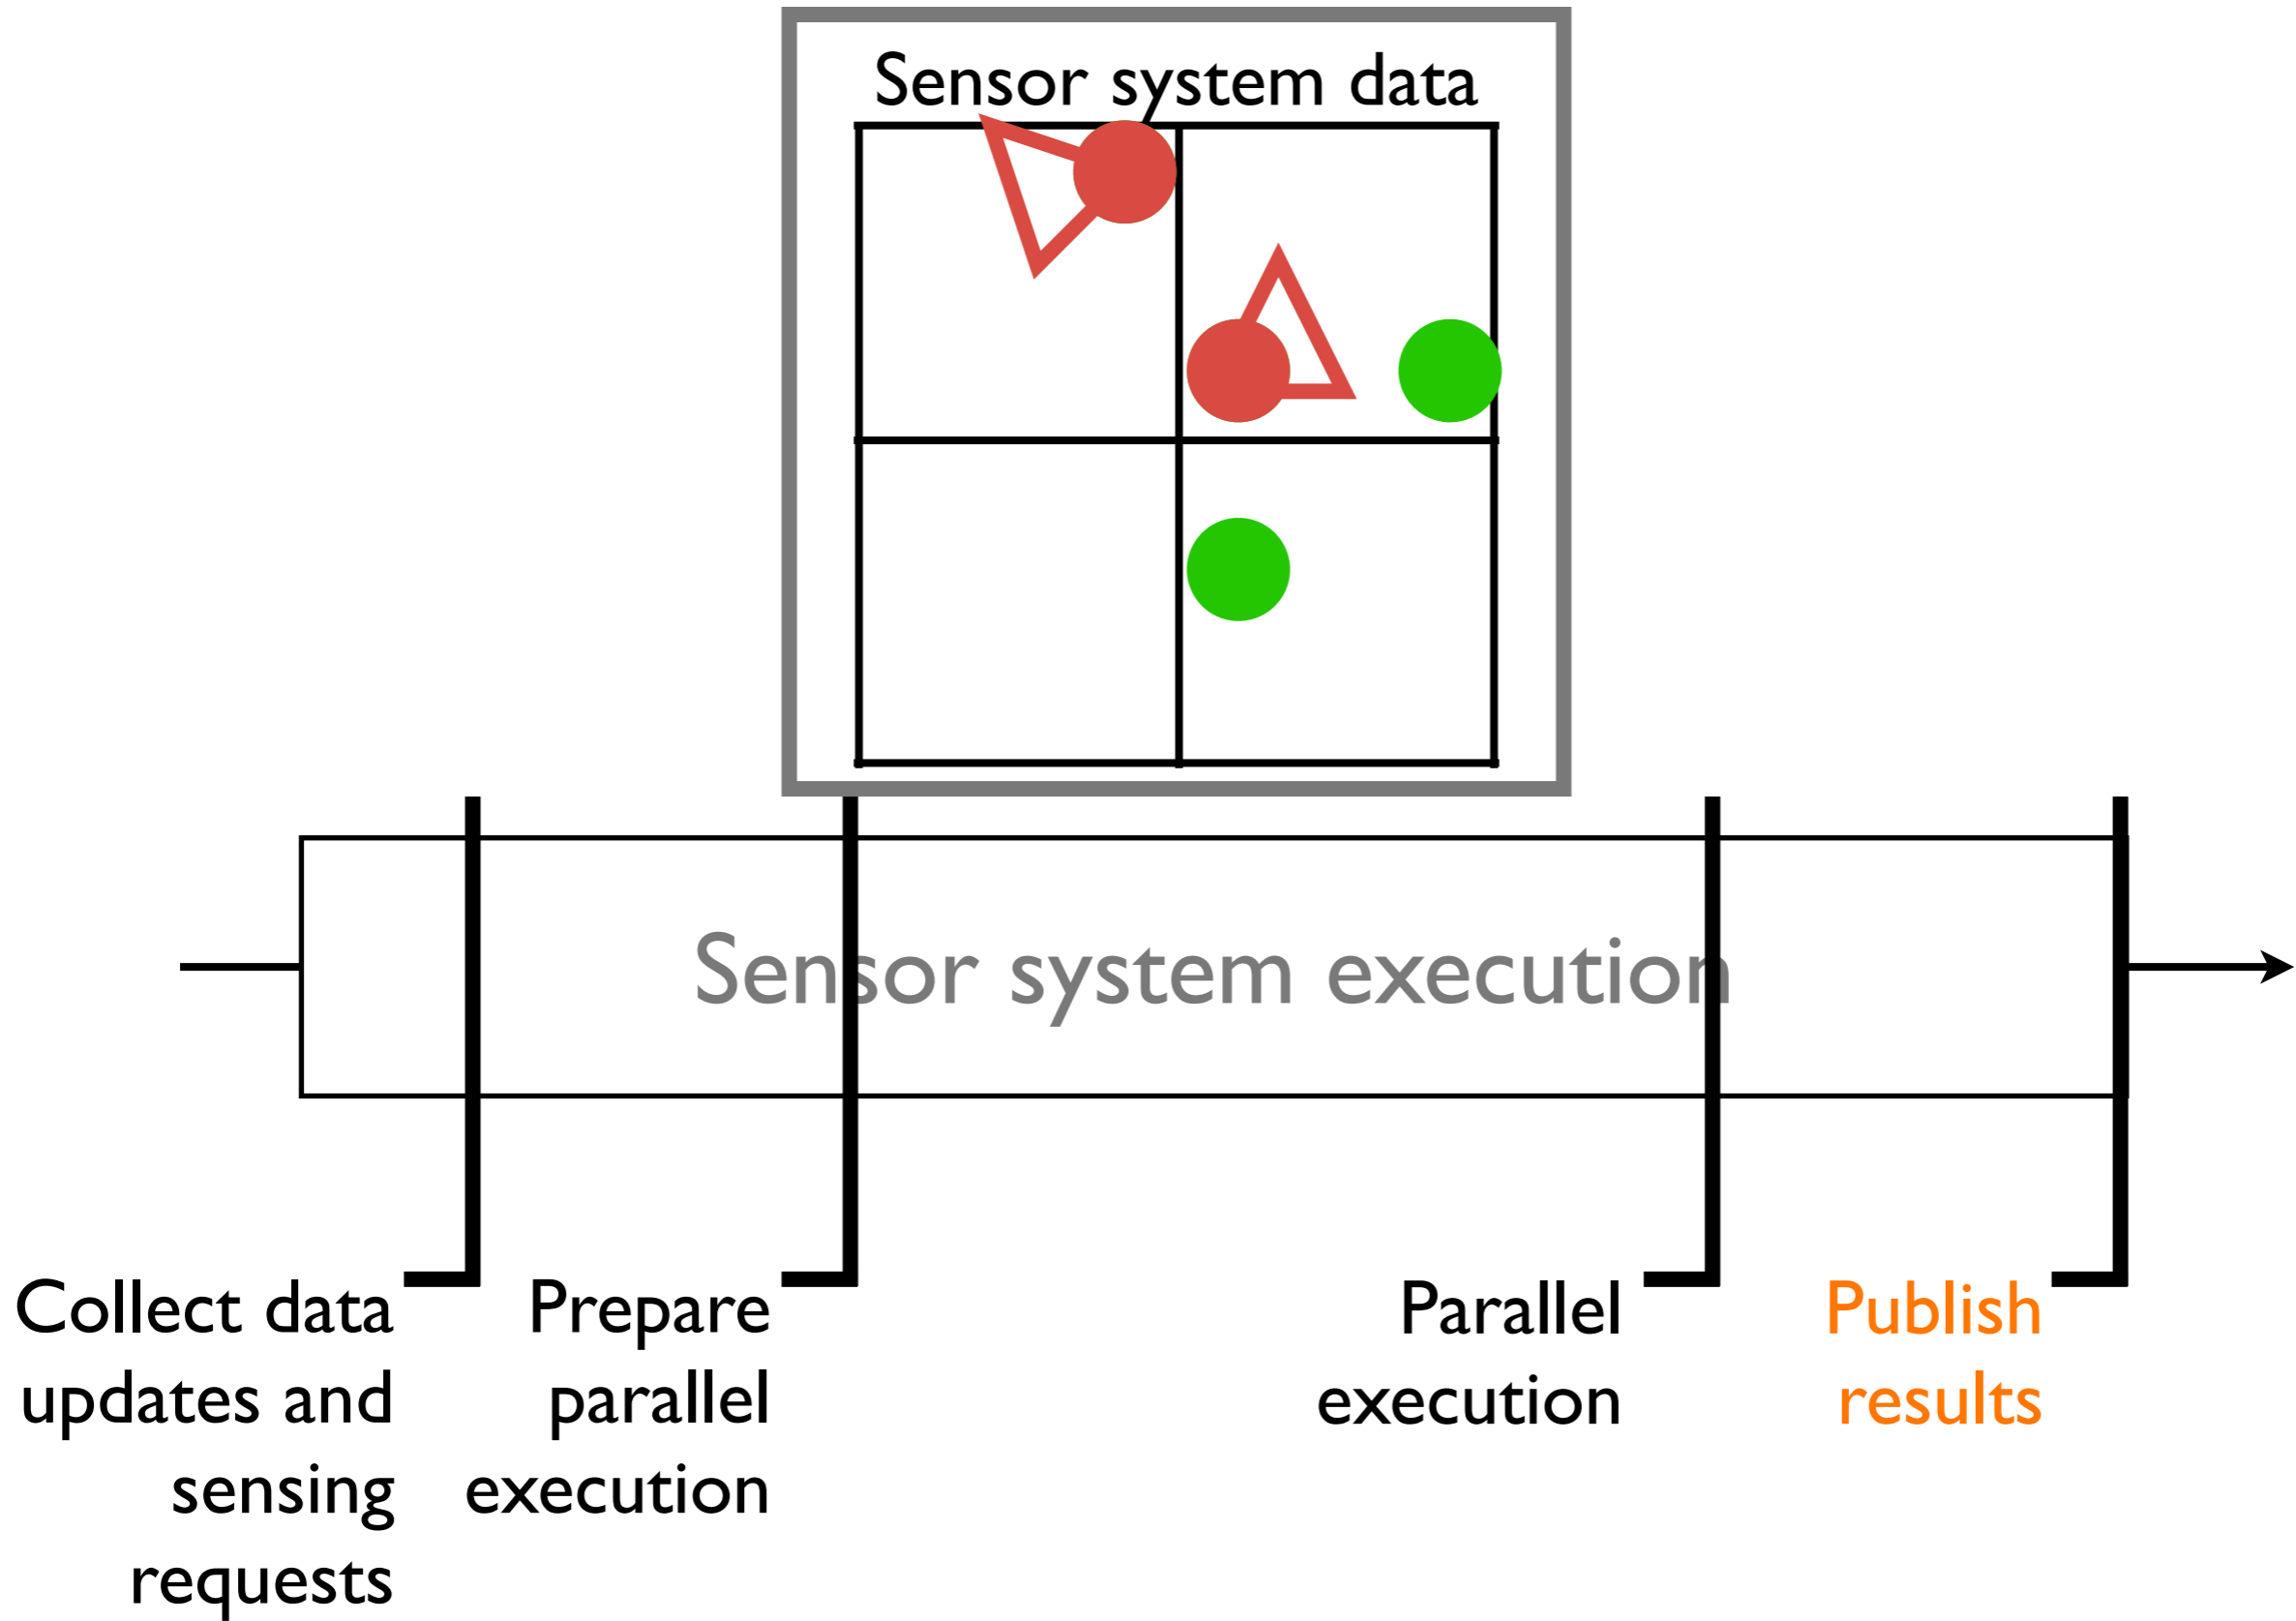 Sensor system data
Sensor system execution
Collect data
updates and
sensing
requests
Prepare
parallel
execution
Parallel
execution
Publish
results